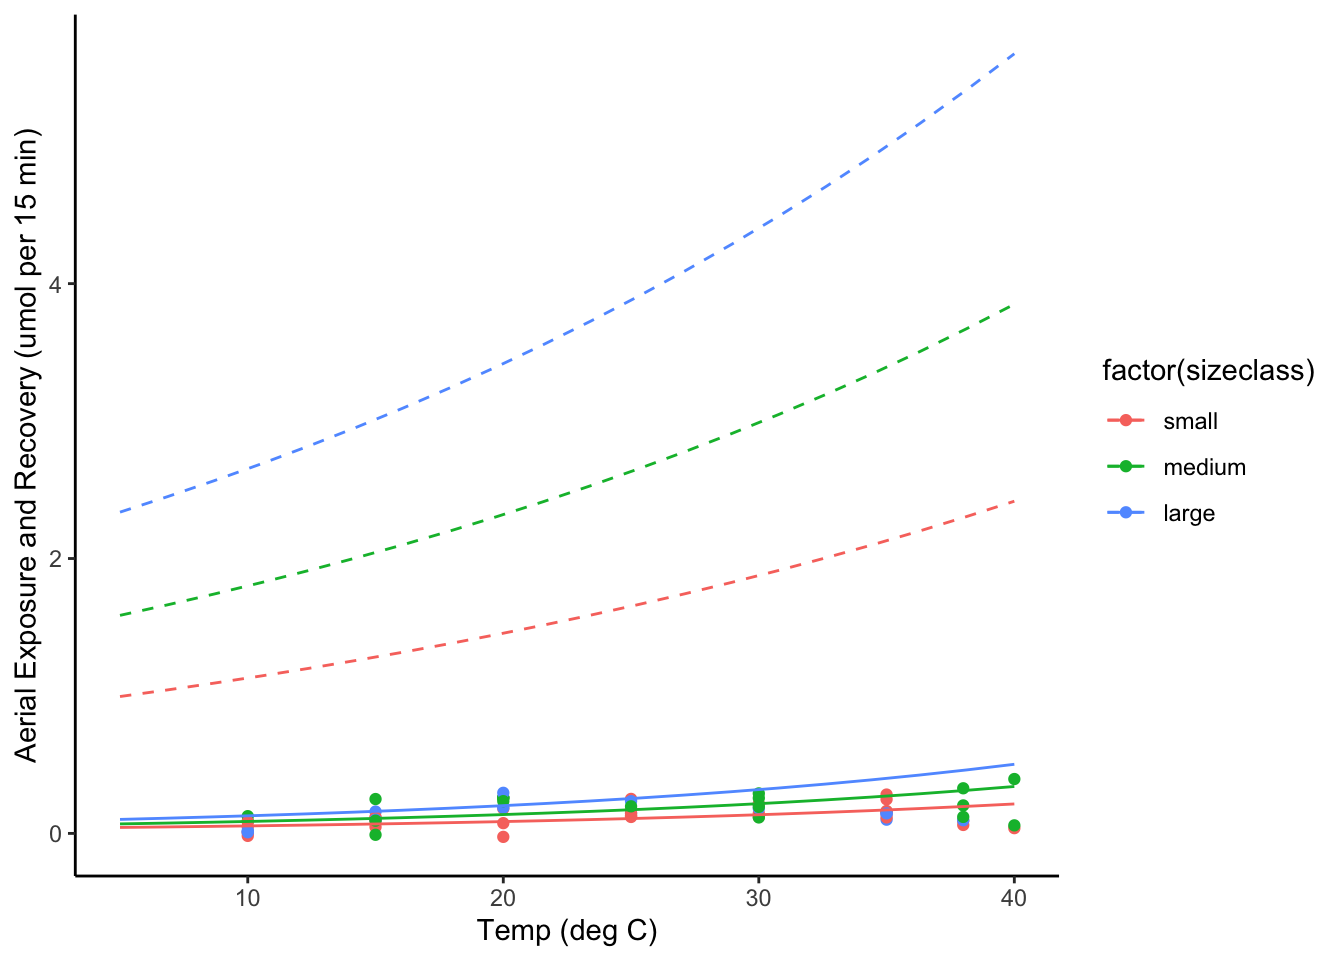 Aerial Exposure and Recovery (umol per 15 min)
4
2
0
10 20 30 40
Temp (deg C)
factor(sizeclass)
small
medium
large